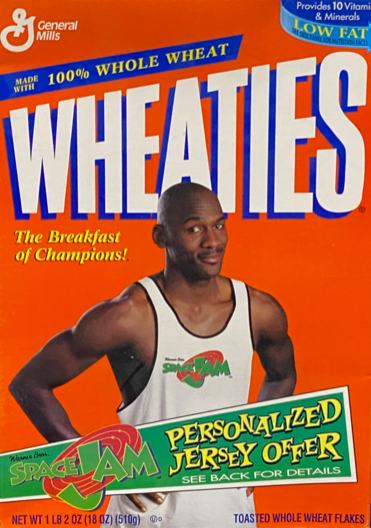 General
Mills
Provides 10 Vitami
& Minerals
LOW FAT
MADE
WITH
100% WHOLE WHEAT
WHEATIES
®
The Breakfast
of Champions!
Warner Bros.
SPACE JAM
Warner Bros.
SPACE JAM
PERSONALIZED
JERSEY OFFER
SEE BACK FOR DETAILS
NET WT 1 LB 2 OZ (18 OZ) (510g)
TOASTED WHOLE WHEAT FLAKES